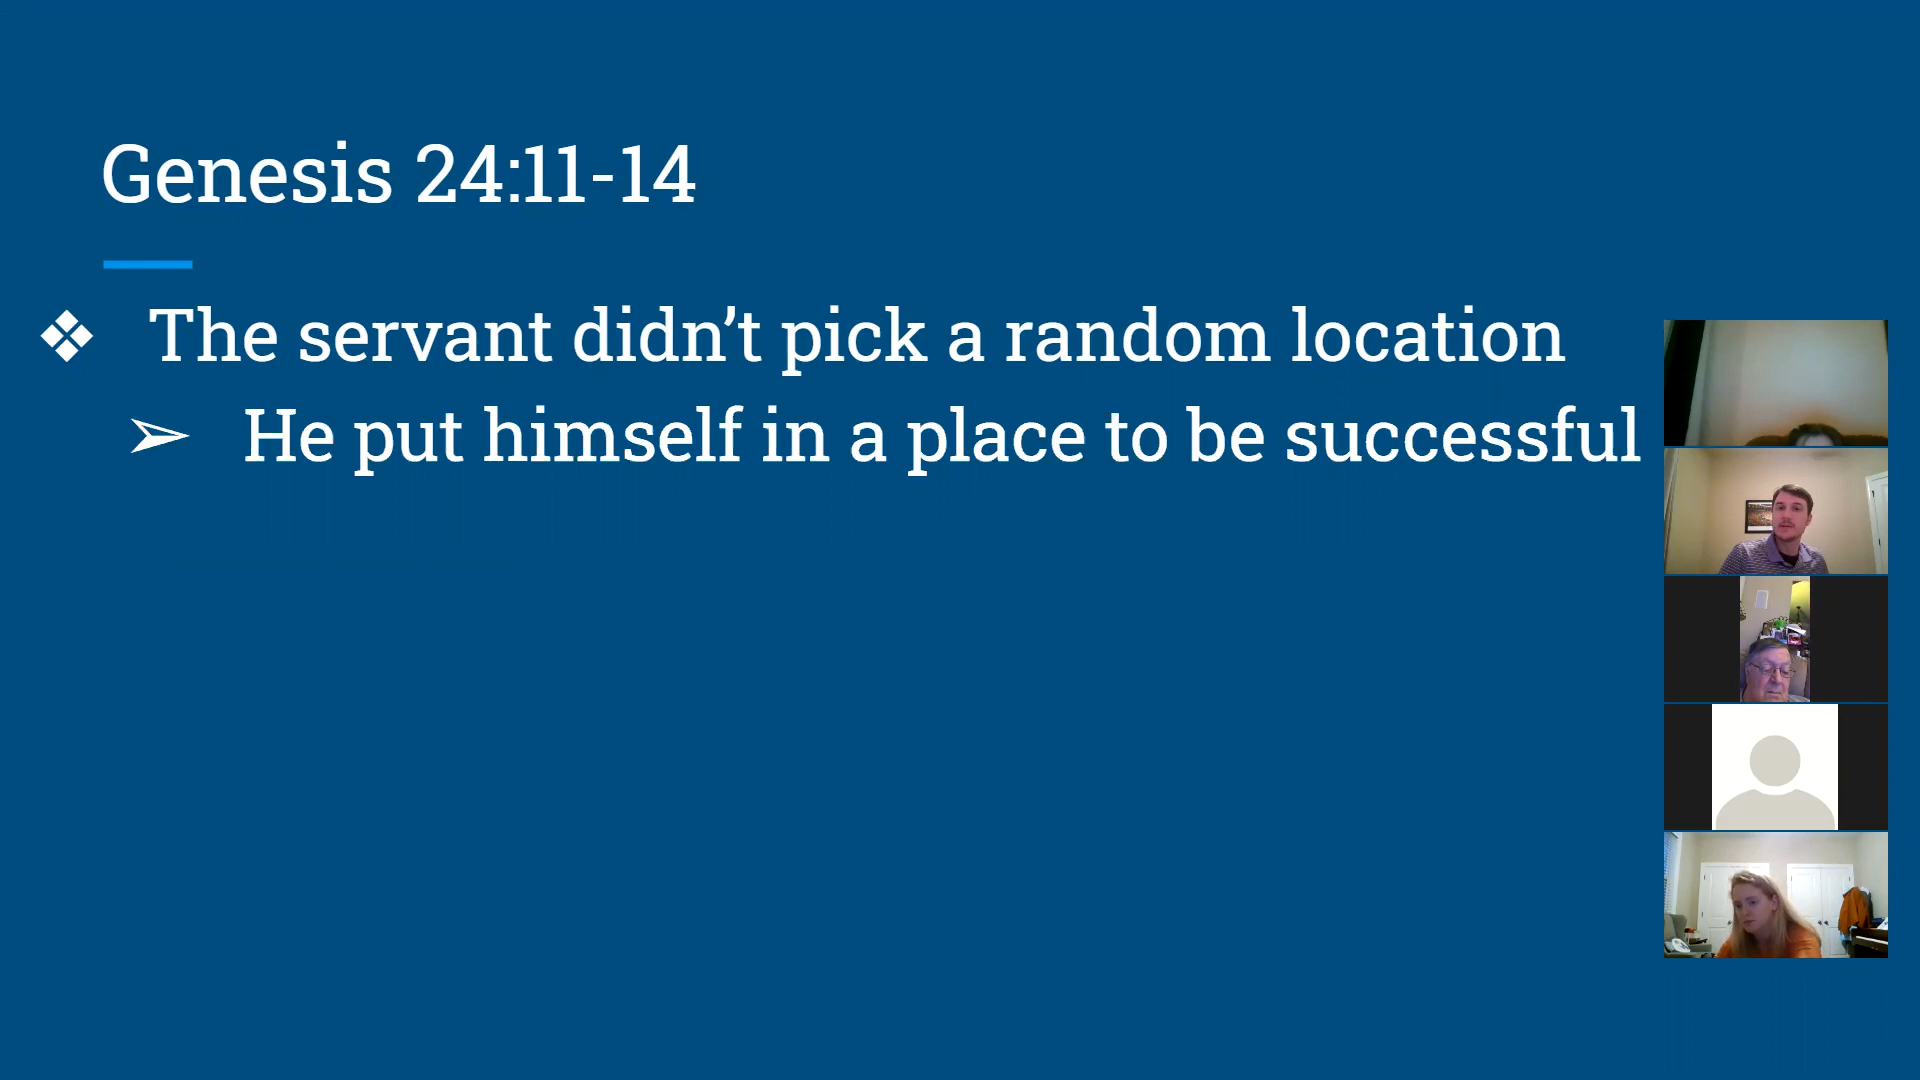 Genesis 24:11-14
❖ The servant didn’t pick a random location
➢ He put himself in a place to be successful